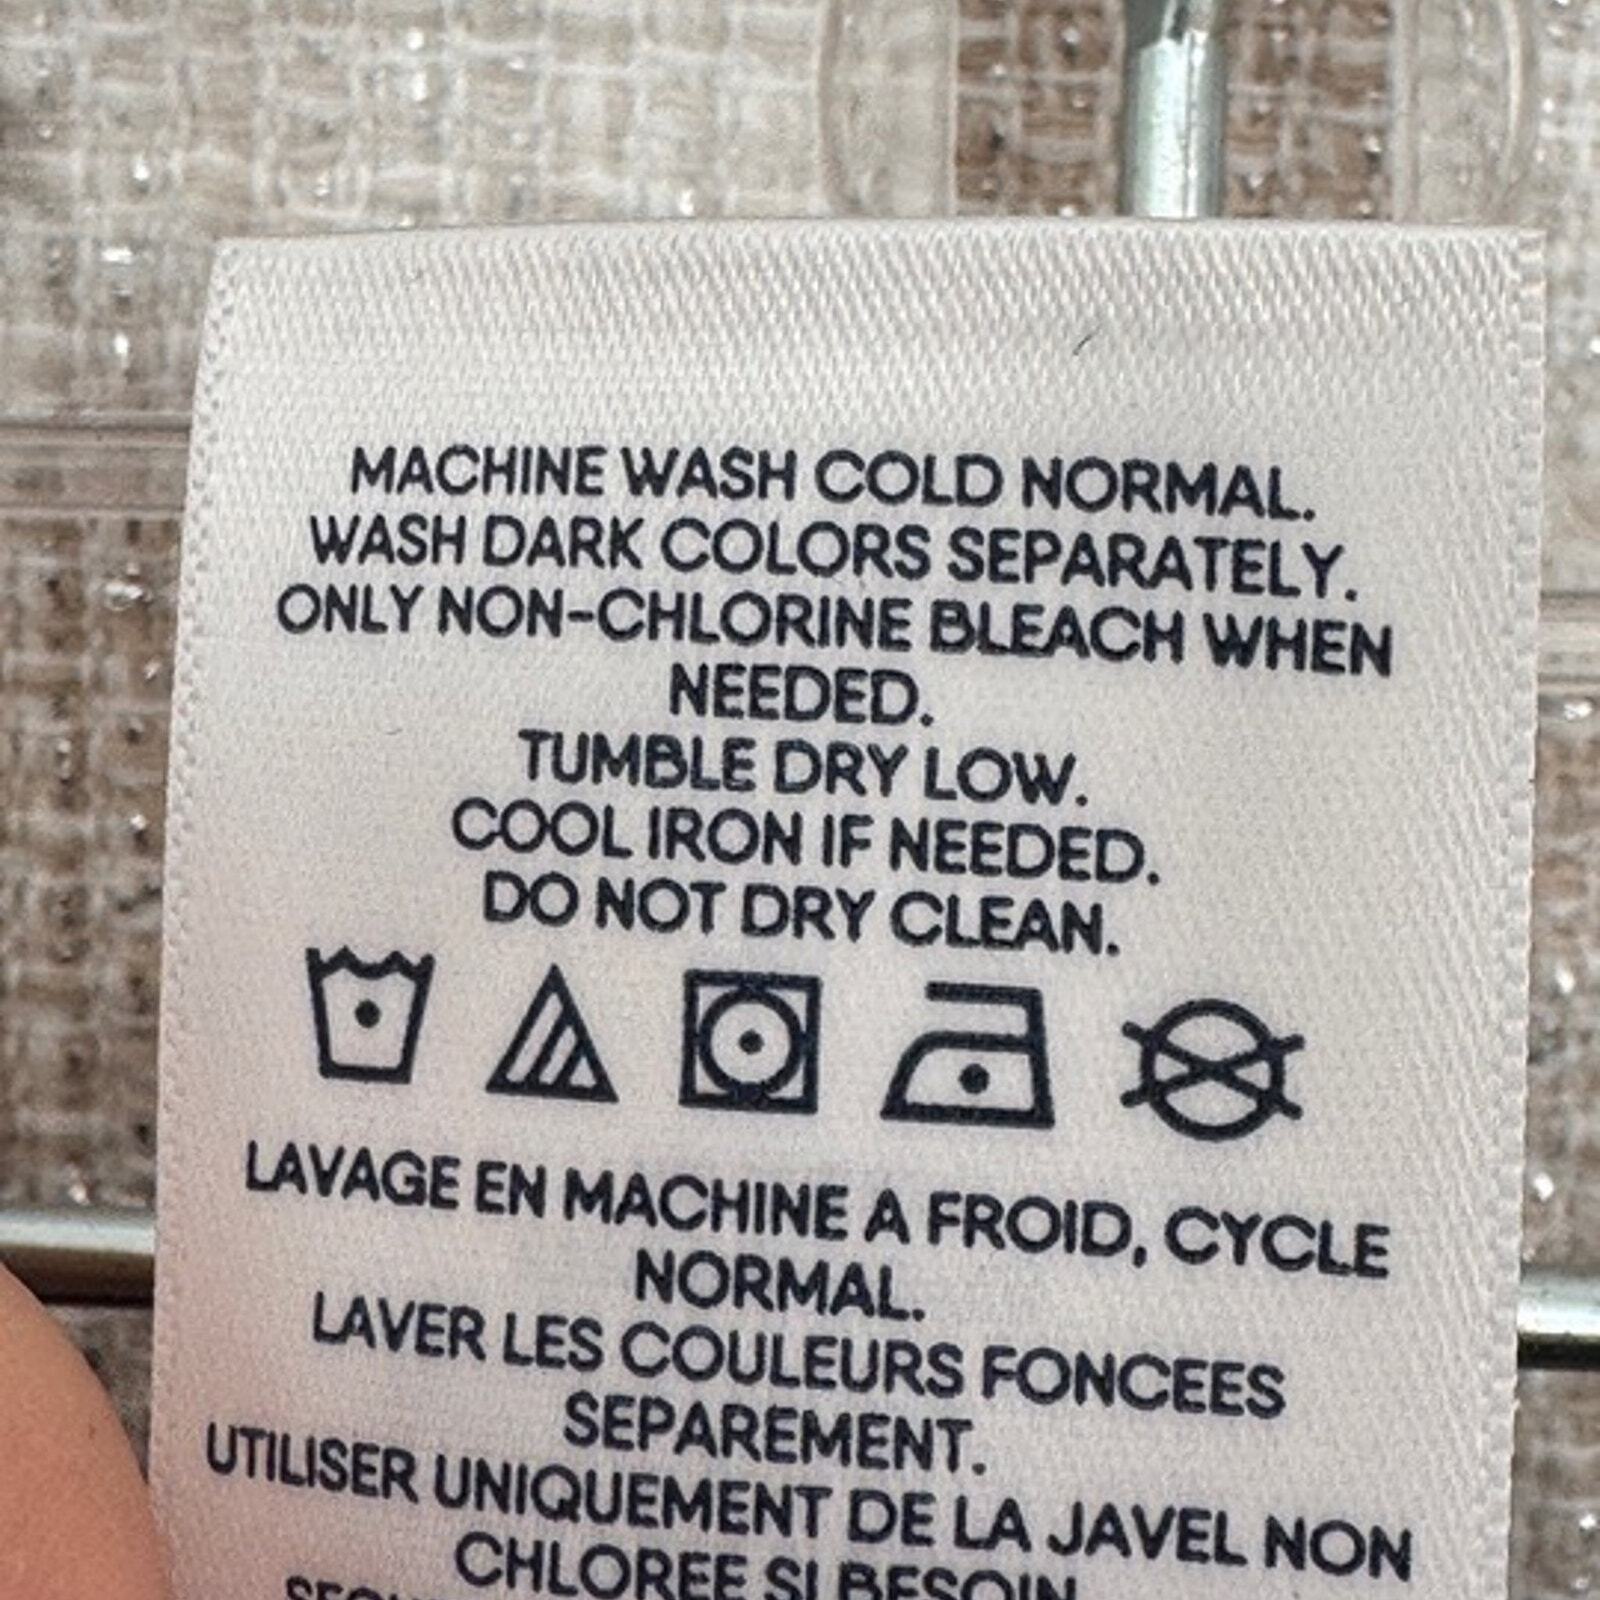 MACHINE WASH COLD NORMAL.
WASH DARK COLORS SEPARATELY.
ONLY NON-CHLORINE BLEACH WHEN
NEEDED.
TUMBLE DRY LOW.
COOL IRON IF NEEDED.
DO NOT DRY CLEAN.
LAVAGE EN MACHINE A FROID, CYCLE
NORMAL.
LAVER LES COULEURS FONCEES
SEPAREMENT.
UTILISER UNIQUEMENT DE LA JAVEL NON
CHLOREE SI BESOIN.